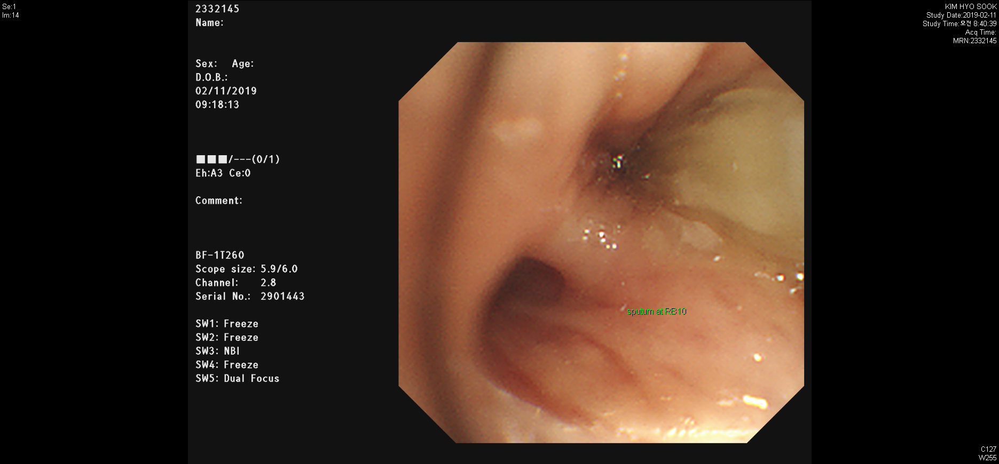 Se:1
Im:14
2332145
Name:
Sex: Age:
D.O.B.:
02/11/2019
09:18:13
■■■/---(0/1)
Eh:A3 Ce:0
Comment:
BF-1T260
Scope size: 5.9/6.0
Channel: 2.8
Serial No.: 2901443
SW1: Freeze
SW2: Freeze
SW3: NBI
SW4: Freeze
SW5: Dual Focus
sputum at RB10
KIM HYO SOOK
Study Date:2019-02-11
Study Time:오전 8:40:39
Acq Time:
MRN:2332145
C127
W255